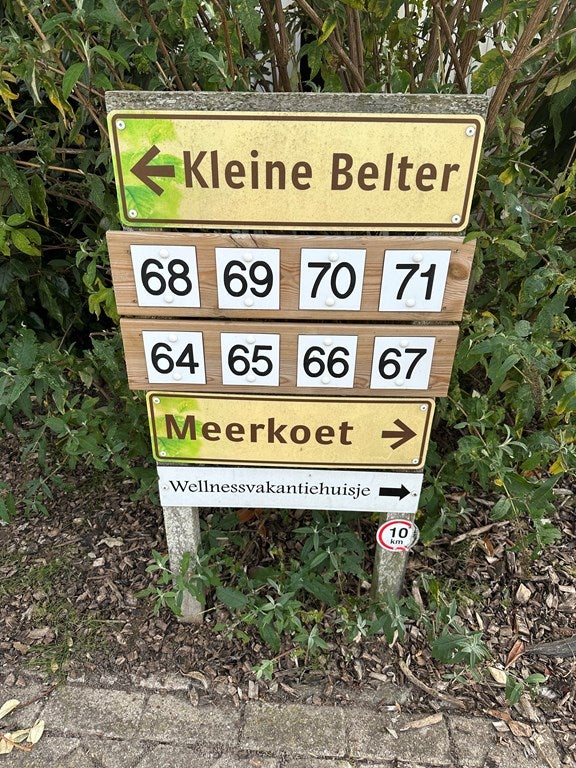 ← Kleine Belter
68 69 70 71
64 65 66 67
Meerkoet →
Wellnessvakantiehuisje →
10
km